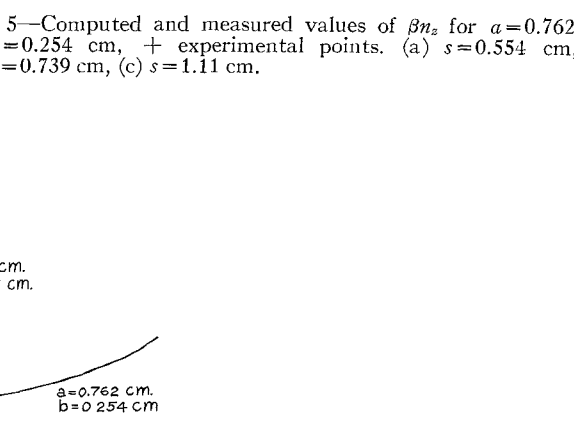 5—Computed and measured values of βn₂ for a=0.762
=0.254 cm, + experimental points. (a) s=0.554 cm,
=0.739 cm, (c) s=1.11 cm.
cm.
cm.
a=0.762 cm.
b=0 254 cm